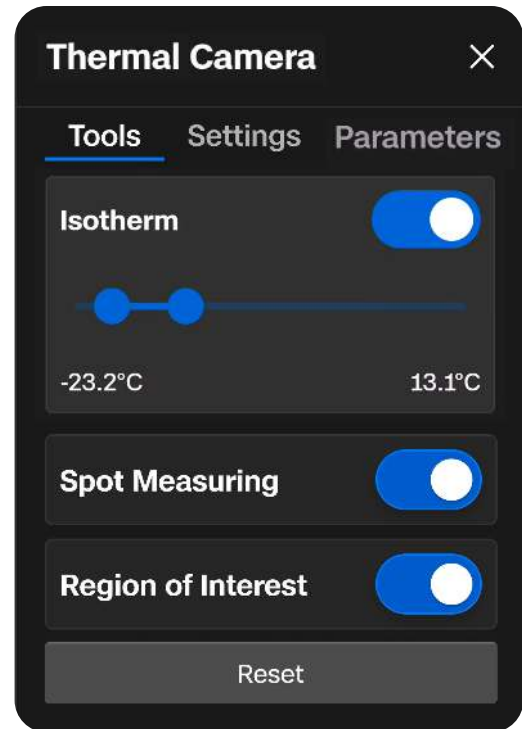 Thermal Camera
Tools Settings Parameters
Isotherm
-23.2°C 13.1°C
Spot Measuring
Region of Interest
Reset